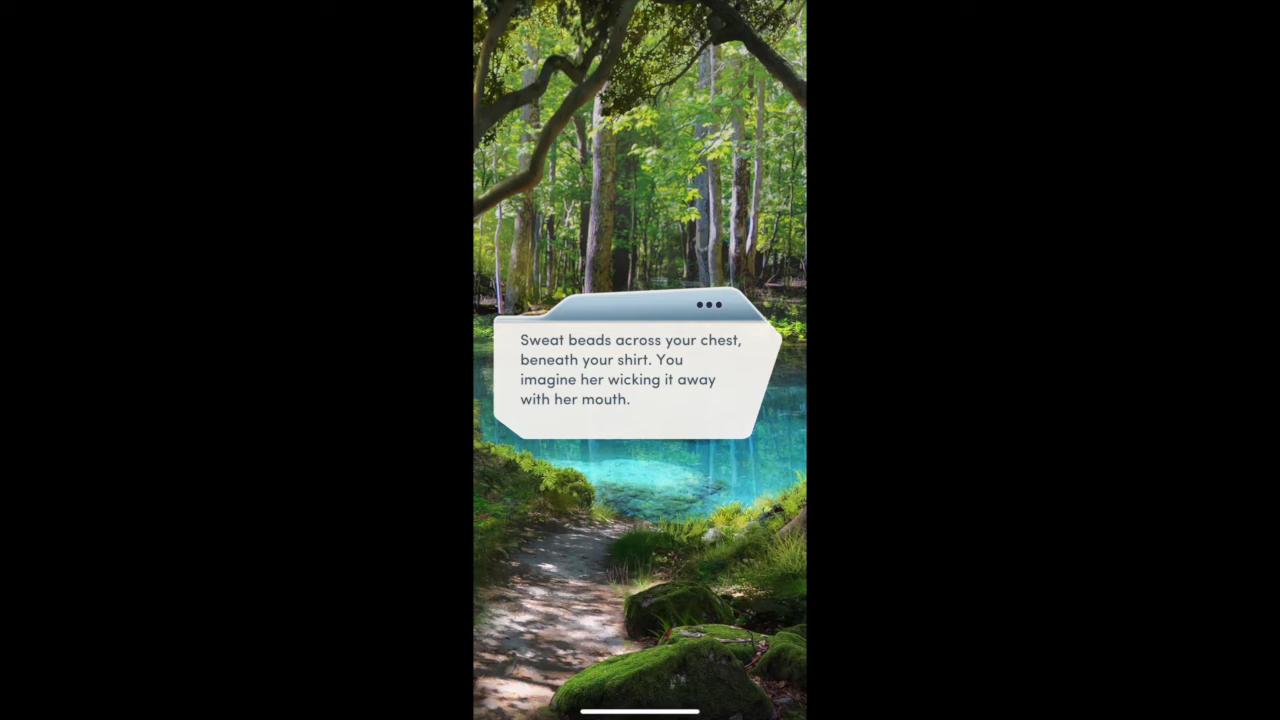 Sweat beads across your chest,
beneath your shirt. You
imagine her wicking it away
with her mouth.